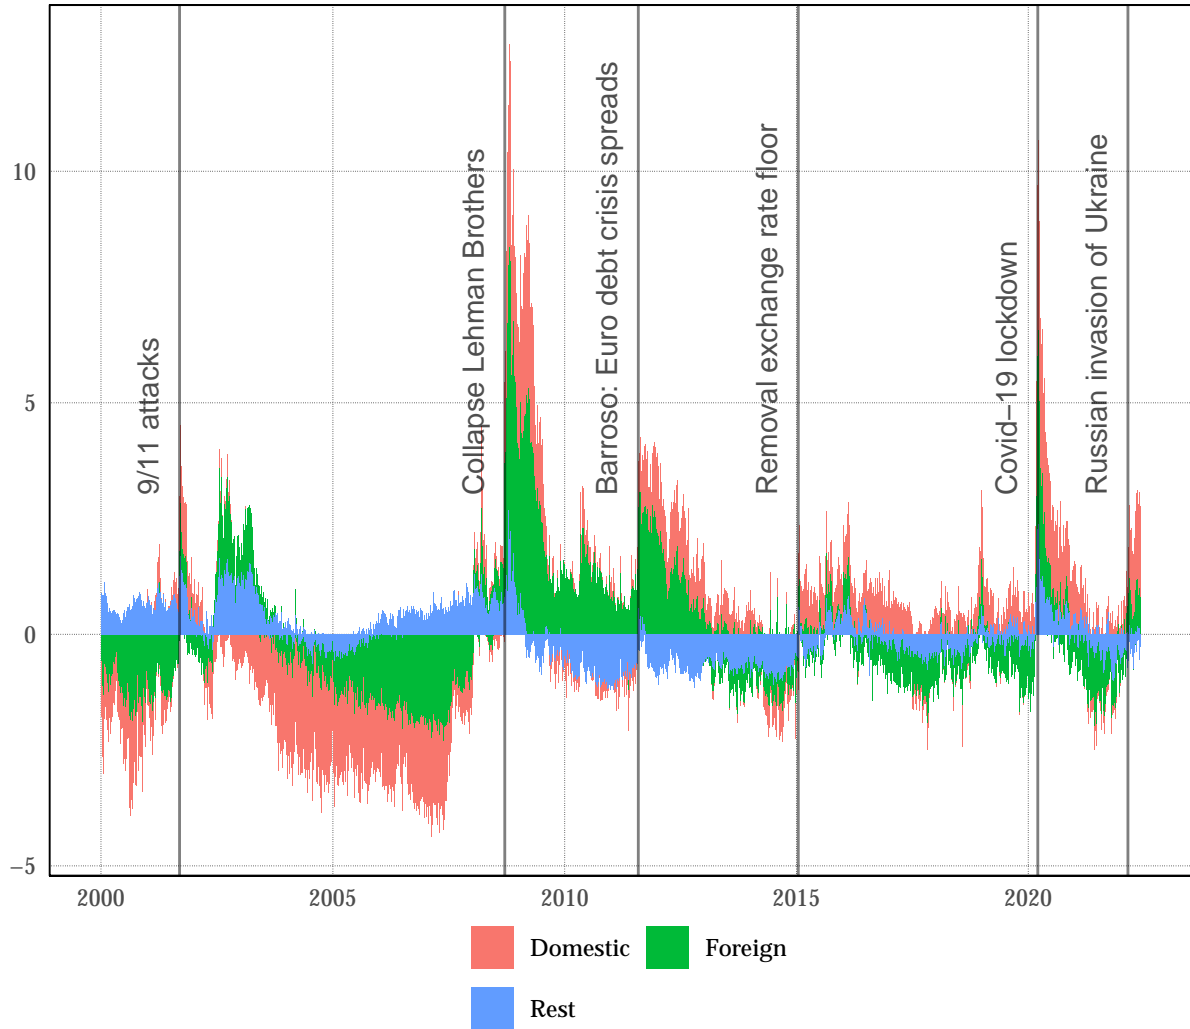 10
5
0
−5
9/11 attacks
Collapse Lehman Brothers
Barroso: Euro debt crisis spreads
Removal exchange rate floor
Covid−19 lockdown
Russian invasion of Ukraine
2000 2005 2010 2015 2020
Domestic Foreign
Rest